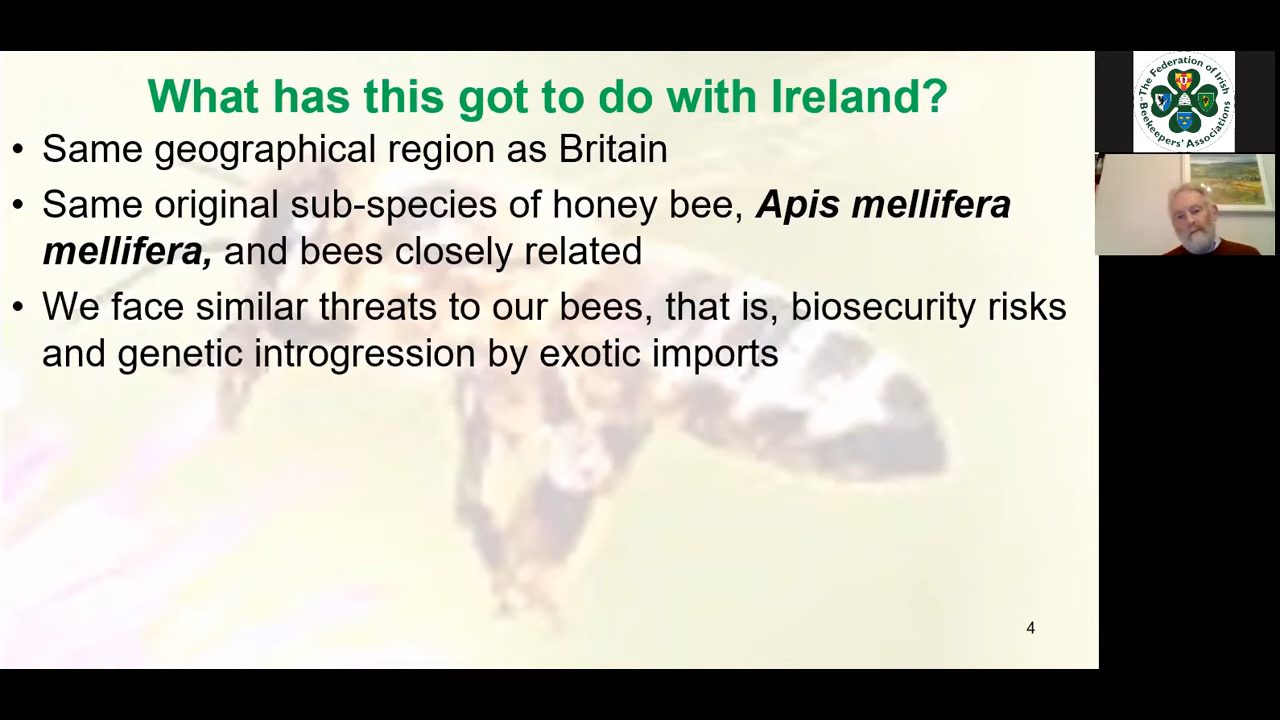 What has this got to do with Ireland?
• Same geographical region as Britain
• Same original sub-species of honey bee, Apis mellifera
mellifera, and bees closely related
• We face similar threats to our bees, that is, biosecurity risks
and genetic introgression by exotic imports
4
The Federation of Irish
Beekeepers' Associations